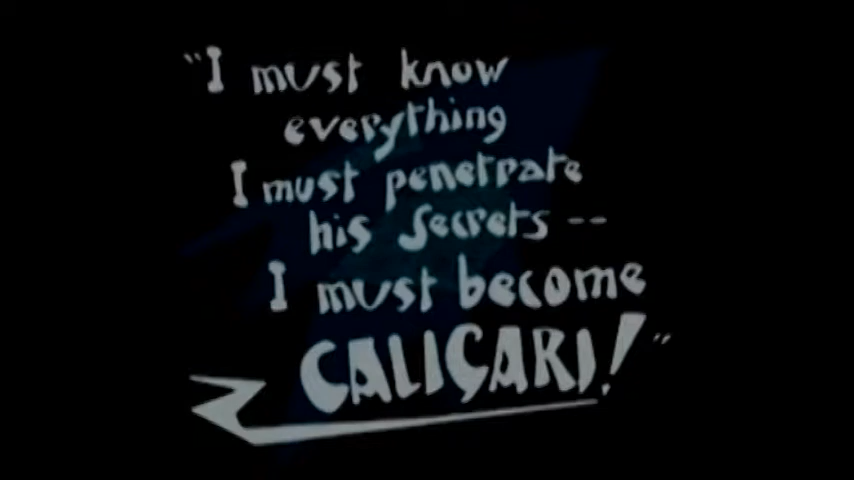 "I must know
everything
I must penetrate
his secrets --
I must become
CALIGARI!"